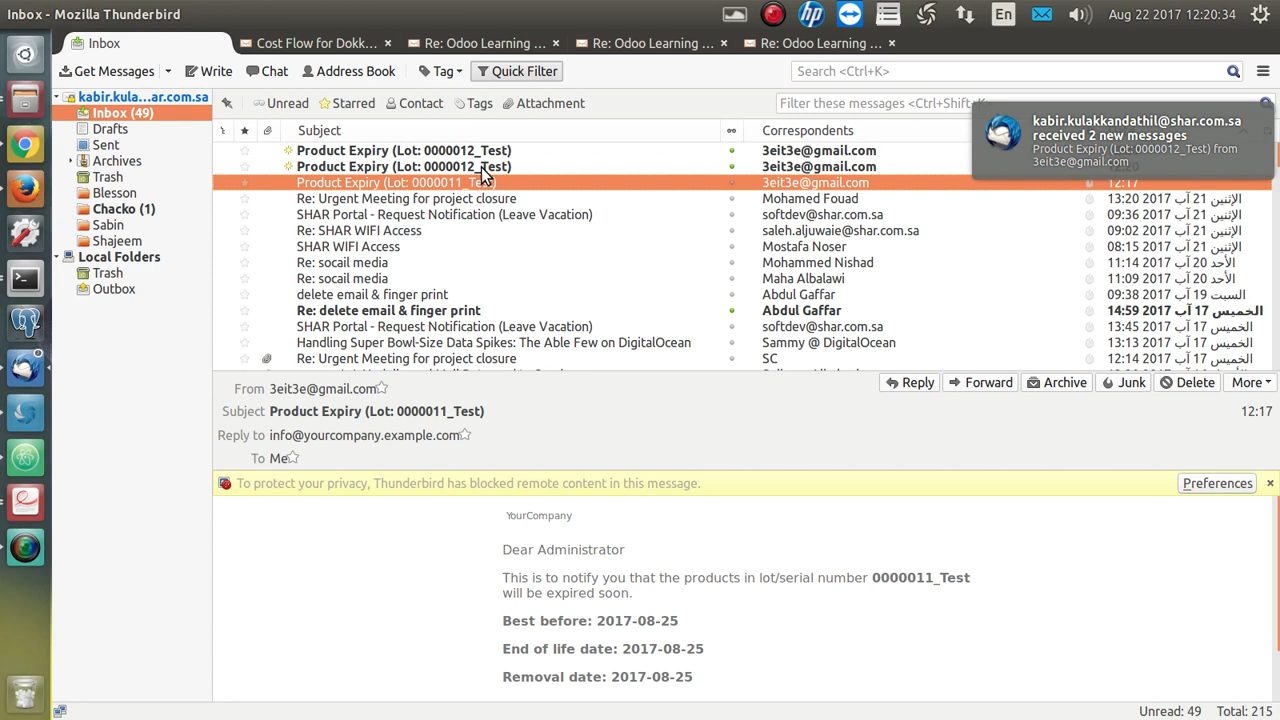 Inbox - Mozilla Thunderbird
En
Aug 22 2017 12:20:34
Inbox
Cost Flow for Dokk... ×
Re: Odoo Learning ... ×
Re: Odoo Learning ... ×
Re: Odoo Learning ... ×
Get Messages
Write
Chat
Address Book
Tag
Quick Filter
Search <Ctrl+K>
kabir.kula...ar.com.sa
Inbox (49)
Drafts
Sent
Archives
Trash
Blesson
Chacko (1)
Sabin
Shajeem
Local Folders
Trash
Outbox
Unread
Starred
Contact
Tags
Attachment
Filter these messages <Ctrl+Shift+K>
kabir.kulakkandathil@shar.com.sa
received 2 new messages
Product Expiry (Lot: 0000012_Test) from
3eit3e@gmail.com
Subject Correspondents
Product Expiry (Lot: 0000012_Test) 3eit3e@gmail.com
Product Expiry (Lot: 0000012_Test) 3eit3e@gmail.com 12:20
Product Expiry (Lot: 0000011_Test) 3eit3e@gmail.com 12:17
Re: Urgent Meeting for project closure Mohamed Fouad الإثنين 21 آب 2017 13:20
SHAR Portal - Request Notification (Leave Vacation) softdev@shar.com.sa الإثنين 21 آب 2017 09:36
Re: SHAR WIFI Access saleh.aljuwaie@shar.com.sa الإثنين 21 آب 2017 09:02
SHAR WIFI Access Mostafa Noser الإثنين 21 آب 2017 08:15
Re: socail media Mohammed Nishad الأحد 20 آب 2017 11:14
Re: socail media Maha Albalawi الأحد 20 آب 2017 11:09
delete email & finger print Abdul Gaffar السبت 19 آب 2017 09:38
Re: delete email & finger print Abdul Gaffar الخميس 17 آب 2017 14:59
SHAR Portal - Request Notification (Leave Vacation) softdev@shar.com.sa الخميس 17 آب 2017 13:45
Handling Super Bowl-Size Data Spikes: The Able Few on DigitalOcean Sammy @ DigitalOcean الخميس 17 آب 2017 13:13
Re: Urgent Meeting for project closure SC الخميس 17 آب 2017 12:14
From 3eit3e@gmail.com
Reply
Forward
Archive
Junk
Delete
More
Subject Product Expiry (Lot: 0000011_Test) 12:17
Reply to info@yourcompany.example.com
To Me
To protect your privacy, Thunderbird has blocked remote content in this message.
Preferences ×
YourCompany
Dear Administrator
This is to notify you that the products in lot/serial number 0000011_Test
will be expired soon.
Best before: 2017-08-25
End of life date: 2017-08-25
Removal date: 2017-08-25
Unread: 49 Total: 215